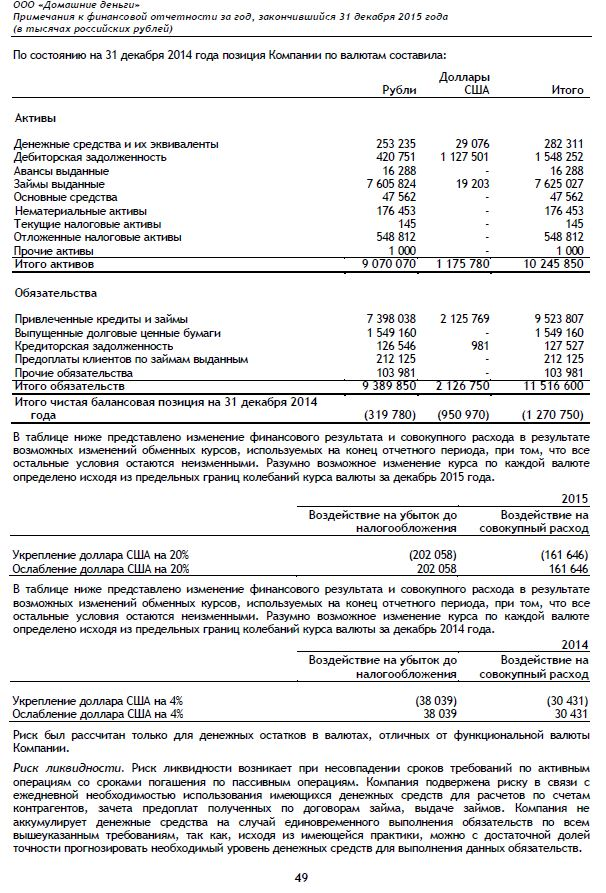 ООО «Домашние деньги»
Примечания к финансовой отчетности за год, закончившийся 31 декабря 2015 года
(в тысячах российских рублей)
По состоянию на 31 декабря 2014 года позиция Компании по валютам составила:
Рубли Доллары США Итого
Активы
Денежные средства и их эквиваленты 253 235 29 076 282 311
Дебиторская задолженность 420 751 1 127 501 1 548 252
Авансы выданные 16 288 - 16 288
Займы выданные 7 605 824 19 203 7 625 027
Основные средства 47 562 - 47 562
Нематериальные активы 176 453 - 176 453
Текущие налоговые активы 145 - 145
Отложенные налоговые активы 548 812 - 548 812
Прочие активы 1 000 - 1 000
Итого активов 9 070 070 1 175 780 10 245 850
Обязательства
Привлеченные кредиты и займы 7 398 038 2 125 769 9 523 807
Выпущенные долговые ценные бумаги 1 549 160 - 1 549 160
Кредиторская задолженность 126 546 981 127 527
Предоплаты клиентов по займам выданным 212 125 - 212 125
Прочие обязательства 103 981 - 103 981
Итого обязательств 9 389 850 2 126 750 11 516 600
Итого чистая балансовая позиция на 31 декабря 2014
года (319 780) (950 970) (1 270 750)
В таблице ниже представлено изменение финансового результата и совокупного расхода в результате
возможных изменений обменных курсов, используемых на конец отчетного периода, при том, что все
остальные условия остаются неизменными. Разумно возможное изменение курса по каждой валюте
определено исходя из предельных границ колебаний курса валюты за декабрь 2015 года.
2015
Воздействие на убыток до Воздействие на
налогообложения совокупный расход
Укрепление доллара США на 20% (202 058) (161 646)
Ослабление доллара США на 20% 202 058 161 646
В таблице ниже представлено изменение финансового результата и совокупного расхода в результате
возможных изменений обменных курсов, используемых на конец отчетного периода, при том, что все
остальные условия остаются неизменными. Разумно возможное изменение курса по каждой валюте
определено исходя из предельных границ колебаний курса валюты за декабрь 2014 года.
2014
Воздействие на убыток до Воздействие на
налогообложения совокупный расход
Укрепление доллара США на 4% (38 039) (30 431)
Ослабление доллара США на 4% 38 039 30 431
Риск был рассчитан только для денежных остатков в валютах, отличных от функциональной валюты
Компании.
Риск ликвидности. Риск ликвидности возникает при несовпадении сроков требований по активным
операциям со сроками погашения по пассивным операциям. Компания подвержена риску в связи с
ежедневной необходимостью использования имеющихся денежных средств для расчетов по счетам
контрагентов, зачета предоплат полученных по договорам займа, выдаче займов. Компания не
аккумулирует денежные средства на случай единовременного выполнения обязательств по всем
вышеуказанным требованиям, так как, исходя из имеющейся практики, можно с достаточной долей
точности прогнозировать необходимый уровень денежных средств для выполнения данных обязательств.
49